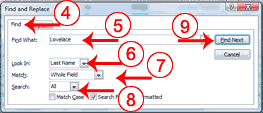 Find and Replace
4
Find
5
9
Find What: Lovelace
Find Next
Cancel
6
Look In: Last Name
7
Match: Whole Field
Search: All
8
Match Case Search Formatted